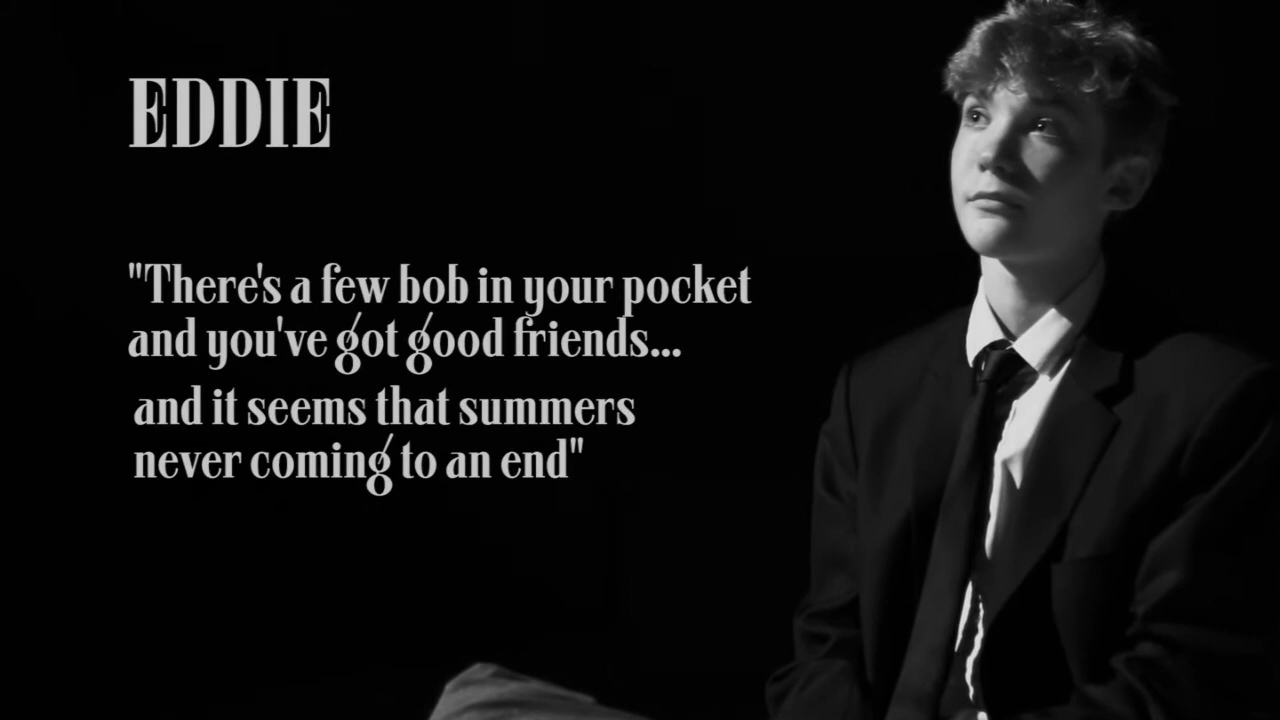 EDDIE
"There's a few bob in your pocket
and you've got good friends...
and it seems that summers
never coming to an end"